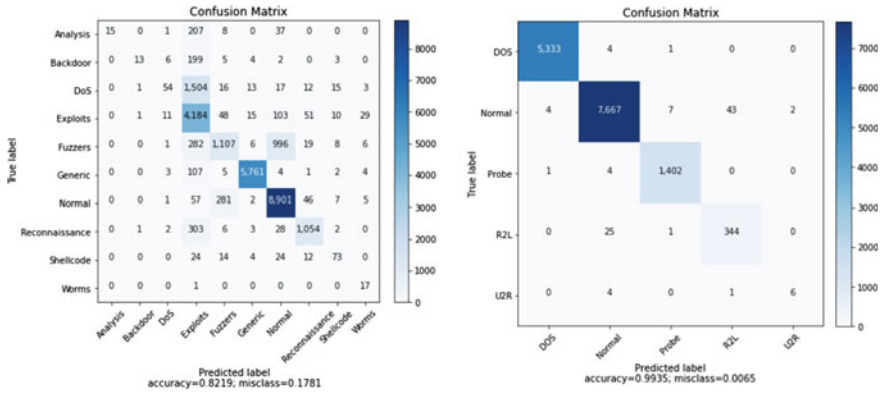 Confusion Matrix
True label
Analysis 15 0 1 207 8 0 37 0 0 0
Backdoor 0 13 6 199 5 4 2 0 3 0
DoS 0 1 54 1,504 16 13 17 12 15 3
Exploits 0 1 11 4,184 48 15 103 51 10 29
Fuzzers 0 0 1 282 1,107 6 996 19 8 6
Generic 0 0 3 107 5 5,761 4 1 2 4
Normal 0 0 1 57 281 2 8,901 46 7 5
Reconnaissance 0 1 2 303 6 3 28 1,054 2 0
Shellcode 0 0 0 24 14 4 24 12 73 0
Worms 0 0 0 1 0 0 0 0 0 17
Analysis Backdoor DoS Exploits Fuzzers Generic Normal Reconnaissance Shellcode Worms
Predicted label
accuracy=0.8219; misclass=0.1781
8000
7000
6000
5000
4000
3000
2000
1000
0
Confusion Matrix
True label
DOS 5,333 4 1 0 0
Normal 4 7,667 7 43 2
Probe 1 4 1,402 0 0
R2L 0 25 1 344 0
U2R 0 4 0 1 6
DOS Normal Probe R2L U2R
Predicted label
accuracy=0.9935; misclass=0.0065
7000
6000
5000
4000
3000
2000
1000
0